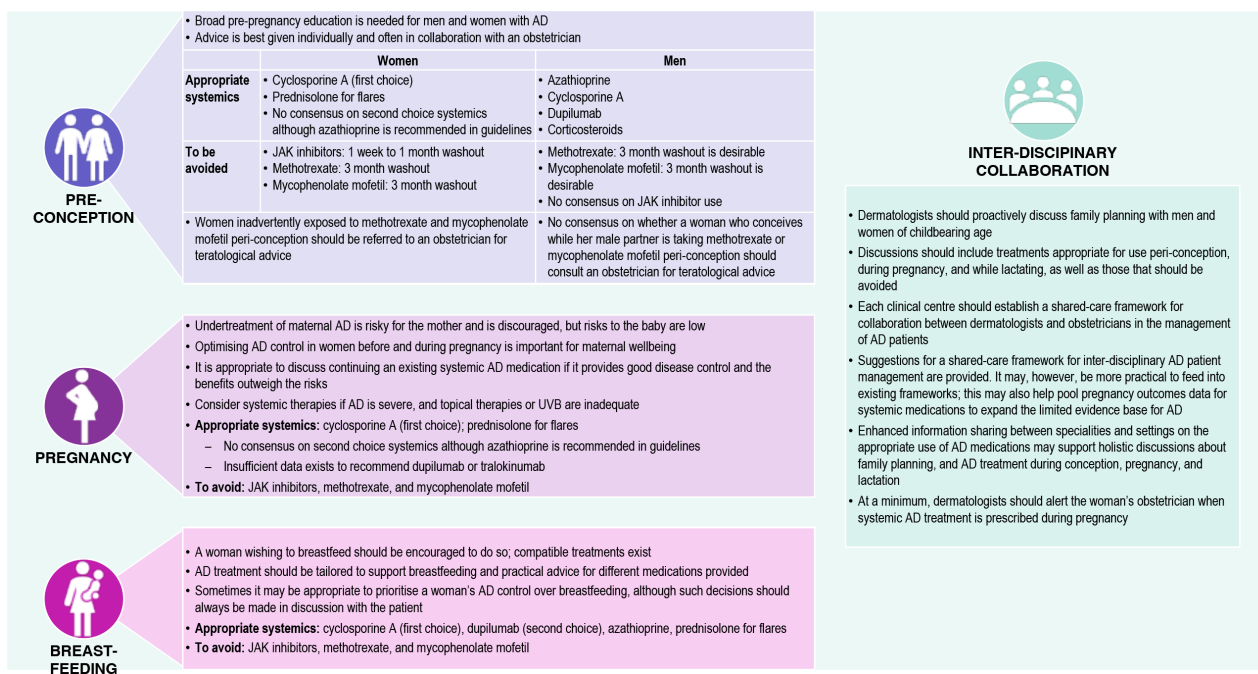 • Broad pre-pregnancy education is needed for men and women with AD
• Advice is best given individually and often in collaboration with an obstetrician
Women
Men
Appropriate
systemics
• Cyclosporine A (first choice)
• Prednisolone for flares
• No consensus on second choice systemics
although azathioprine is recommended in guidelines
• Azathioprine
• Cyclosporine A
• Dupilumab
• Corticosteroids
To be
avoided
• JAK inhibitors: 1 week to 1 month washout
• Methotrexate: 3 month washout
• Mycophenolate mofetil: 3 month washout
• Methotrexate: 3 month washout is desirable
• Mycophenolate mofetil: 3 month washout is
desirable
• No consensus on JAK inhibitor use
• Women inadvertently exposed to methotrexate and mycophenolate
mofetil peri-conception should be referred to an obstetrician for
teratological advice
• No consensus on whether a woman who conceives
while her male partner is taking methotrexate or
mycophenolate mofetil peri-conception should
consult an obstetrician for teratological advice
PRE-
CONCEPTION
• Undertreatment of maternal AD is risky for the mother and is discouraged, but risks to the baby are low
• Optimising AD control in women before and during pregnancy is important for maternal wellbeing
• It is appropriate to discuss continuing an existing systemic AD medication if it provides good disease control and the
benefits outweigh the risks
• Consider systemic therapies if AD is severe, and topical therapies or UVB are inadequate
• Appropriate systemics: cyclosporine A (first choice); prednisolone for flares
– No consensus on second choice systemics although azathioprine is recommended in guidelines
– Insufficient data exists to recommend dupilumab or tralokinumab
• To avoid: JAK inhibitors, methotrexate, and mycophenolate mofetil
PREGNANCY
• A woman wishing to breastfeed should be encouraged to do so; compatible treatments exist
• AD treatment should be tailored to support breastfeeding and practical advice for different medications provided
• Sometimes it may be appropriate to prioritise a woman's AD control over breastfeeding, although such decisions should
always be made in discussion with the patient
• Appropriate systemics: cyclosporine A (first choice), dupilumab (second choice), azathioprine, prednisolone for flares
• To avoid: JAK inhibitors, methotrexate, and mycophenolate mofetil
BREAST-
FEEDING
INTER-DISCIPINARY
COLLABORATION
• Dermatologists should proactively discuss family planning with men and
women of childbearing age
• Discussions should include treatments appropriate for use peri-conception,
during pregnancy, and while lactating, as well as those that should be
avoided
• Each clinical centre should establish a shared-care framework for
collaboration between dermatologists and obstetricians in the management
of AD patients
• Suggestions for a shared-care framework for inter-disciplinary AD patient
management are provided. It may, however, be more practical to feed into
existing frameworks; this may also help pool pregnancy outcomes data for
systemic medications to expand the limited evidence base for AD
• Enhanced information sharing between specialities and settings on the
appropriate use of AD medications may support holistic discussions about
family planning, and AD treatment during conception, pregnancy, and
lactation
• At a minimum, dermatologists should alert the woman's obstetrician when
systemic AD treatment is prescribed during pregnancy